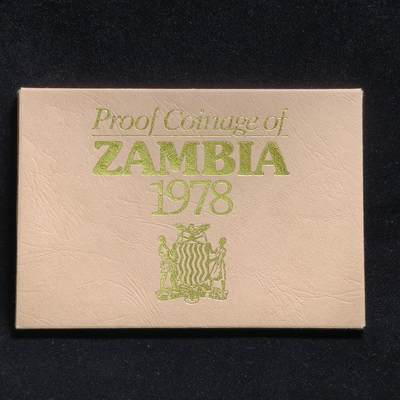 Proof Coinage of
ZAMBIA
1978